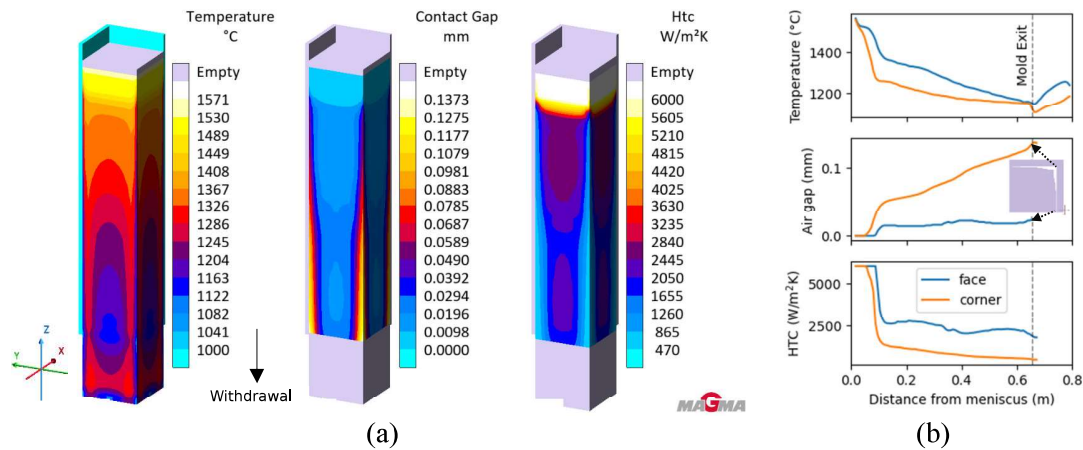 Temperature
°C
Empty
1571
1530
1489
1449
1408
1367
1326
1286
1245
1204
1163
1122
1082
1041
1000
Z
X
Y
Withdrawal
Contact Gap
mm
Empty
0.1373
0.1275
0.1177
0.1079
0.0981
0.0883
0.0785
0.0687
0.0589
0.0490
0.0392
0.0294
0.0196
0.0098
0.0000
Htc
W/m²K
Empty
6000
5605
5210
4815
4420
4025
3630
3235
2840
2445
2050
1655
1260
865
470
MAGMA
(a)
Temperature (°C)
1400
1200
Mold Exit
Air gap (mm)
0.1
0.0
HTC (W/m²K)
5000
2500
face
corner
0.0 0.2 0.4 0.6 0.8
Distance from meniscus (m)
(b)